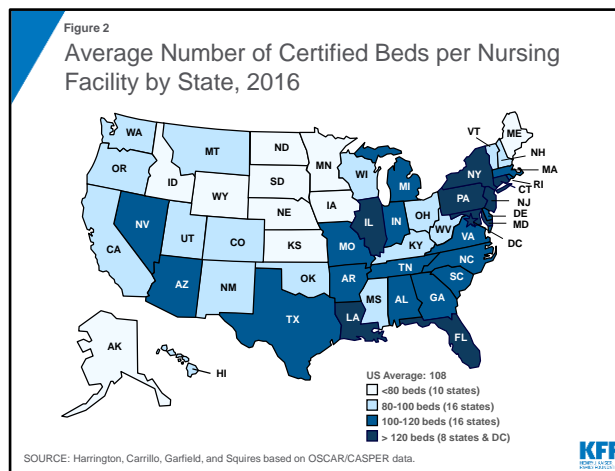 Figure 2
Average Number of Certified Beds per Nursing
Facility by State, 2016
WA
OR
CA
NV
ID
MT
WY
UT
AZ
CO
NM
ND
SD
NE
KS
OK
TX
MN
IA
MO
AR
LA
WI
IL
MI
IN
OH
KY
TN
MS
AL
GA
FL
SC
NC
VA
WV
PA
NY
VT
ME
NH
MA
RI
CT
NJ
DE
MD
DC
AK
HI
US Average: 108
<80 beds (10 states)
80-100 beds (16 states)
100-120 beds (16 states)
> 120 beds (8 states & DC)
SOURCE: Harrington, Carrillo, Garfield, and Squires based on OSCAR/CASPER data.